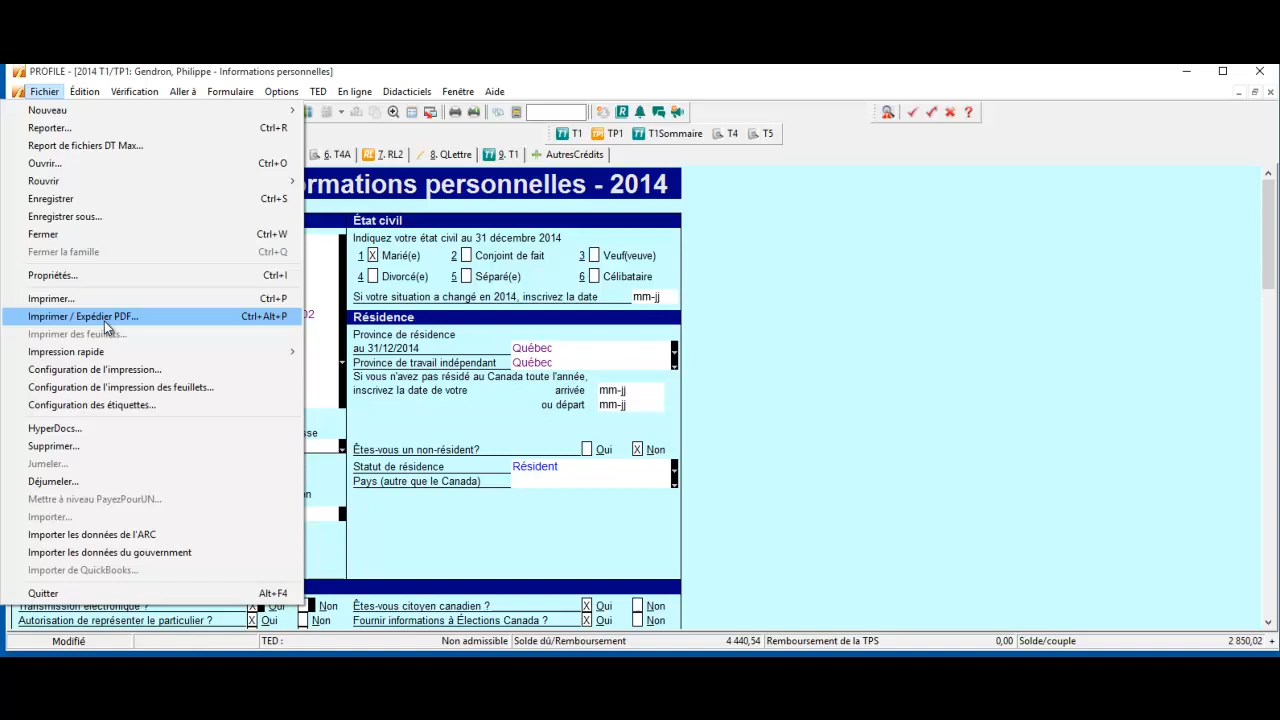 PROFILE - [2014 T1/TP1: Gendron, Philippe - Informations personnelles]
Fichier Édition Vérification Aller à Formulaire Options TED En ligne Didacticiels Fenêtre Aide
Nouveau
Reporter... Ctrl+R
Report de fichiers DT Max...
Ouvrir... Ctrl+O
Rouvrir
Enregistrer Ctrl+S
Enregistrer sous...
Fermer Ctrl+W
Fermer la famille Ctrl+Q
Propriétés... Ctrl+I
Imprimer... Ctrl+P
Imprimer / Expédier PDF... Ctrl+Alt+P
Imprimer des feuillets...
Impression rapide
Configuration de l'impression...
Configuration de l'impression des feuillets...
Configuration des étiquettes...
HyperDocs...
Supprimer...
Jumeler...
Déjumeler...
Mettre à niveau PayezPourUN...
Importer...
Importer les données de l'ARC
Importer les données du gouvernement
Importer de QuickBooks...
Quitter Alt+F4
T1 TP1 T1Sommaire T4 T5
6. T4A 7. RL2 8. QLettre 9. T1 AutresCrédits
ormations personnelles - 2014
État civil
Indiquez votre état civil au 31 décembre 2014
1 X Marié(e) 2 Conjoint de fait 3 Veuf(veuve)
4 Divorcé(e) 5 Séparé(e) 6 Célibataire
Si votre situation a changé en 2014, inscrivez la date mm-jj
02
Résidence
Province de résidence
au 31/12/2014 Québec
Province de travail indépendant Québec
Si vous n'avez pas résidé au Canada toute l'année,
inscrivez la date de votre arrivée mm-jj
ou départ mm-jj
sse
Êtes-vous un non-résident? Oui X Non
Statut de résidence Résident
Pays (autre que le Canada)
on
Transmission électronique ? X Oui Non Êtes-vous citoyen canadien ? X Oui Non
Autorisation de représenter le particulier ? X Oui Non Fournir informations à Élections Canada ? X Oui Non
Modifié TED : Non admissible Solde dû/Remboursement 4 440,54 Remboursement de la TPS 0,00 Solde/couple 2 850,02 +